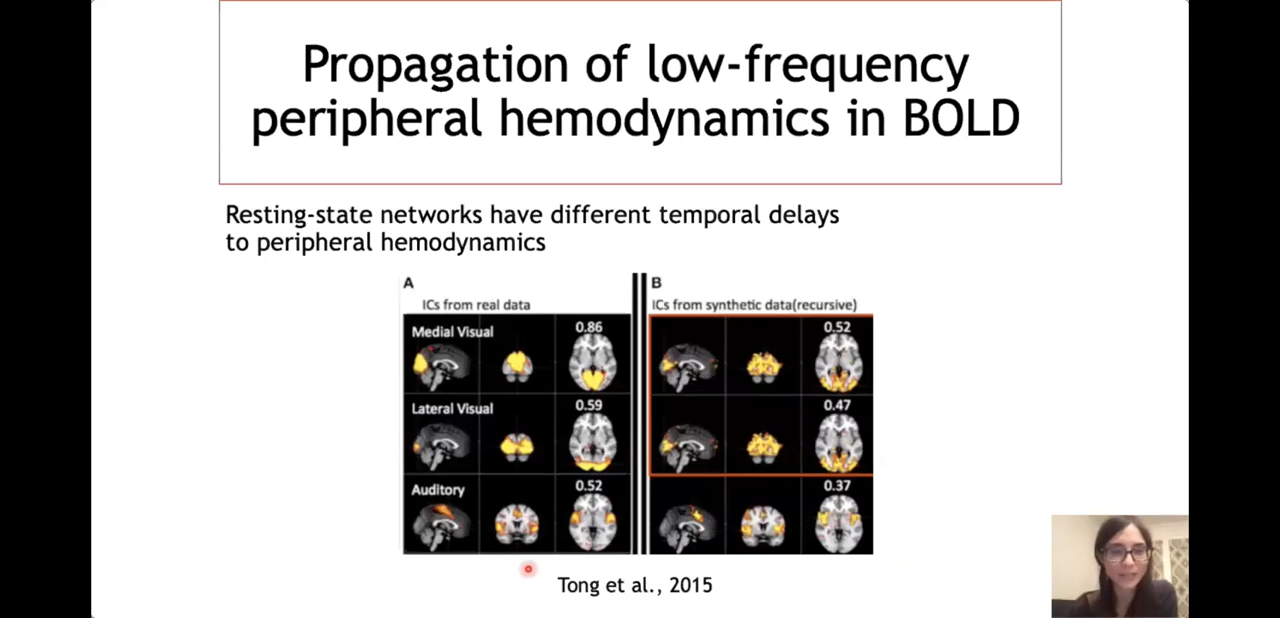 Propagation of low-frequency
peripheral hemodynamics in BOLD
Resting-state networks have different temporal delays
to peripheral hemodynamics
A
ICs from real data
Medial Visual
0.86
Lateral Visual
0.59
Auditory
0.52
B
ICs from synthetic data(recursive)
0.52
0.47
0.37
Tong et al., 2015